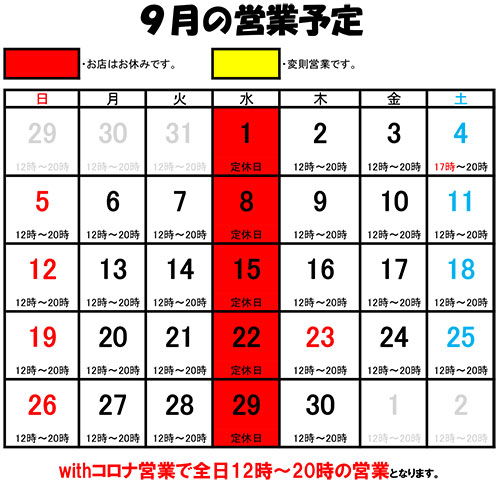 9月の営業予定
・お店はお休みです。 ・変則営業です。
日 月 火 水 木 金 土
29 30 31 1 2 3 4
12時～20時 12時～20時 12時～20時 定休日 12時～20時 12時～20時 17時～20時
5 6 7 8 9 10 11
12時～20時 12時～20時 12時～20時 定休日 12時～20時 12時～20時 12時～20時
12 13 14 15 16 17 18
12時～20時 12時～20時 12時～20時 定休日 12時～20時 12時～20時 12時～20時
19 20 21 22 23 24 25
12時～20時 12時～20時 12時～20時 定休日 12時～20時 12時～20時 12時～20時
26 27 28 29 30 1 2
12時～20時 12時～20時 12時～20時 定休日 12時～20時 12時～20時 12時～20時
withコロナ営業で全日12時～20時の営業となります。